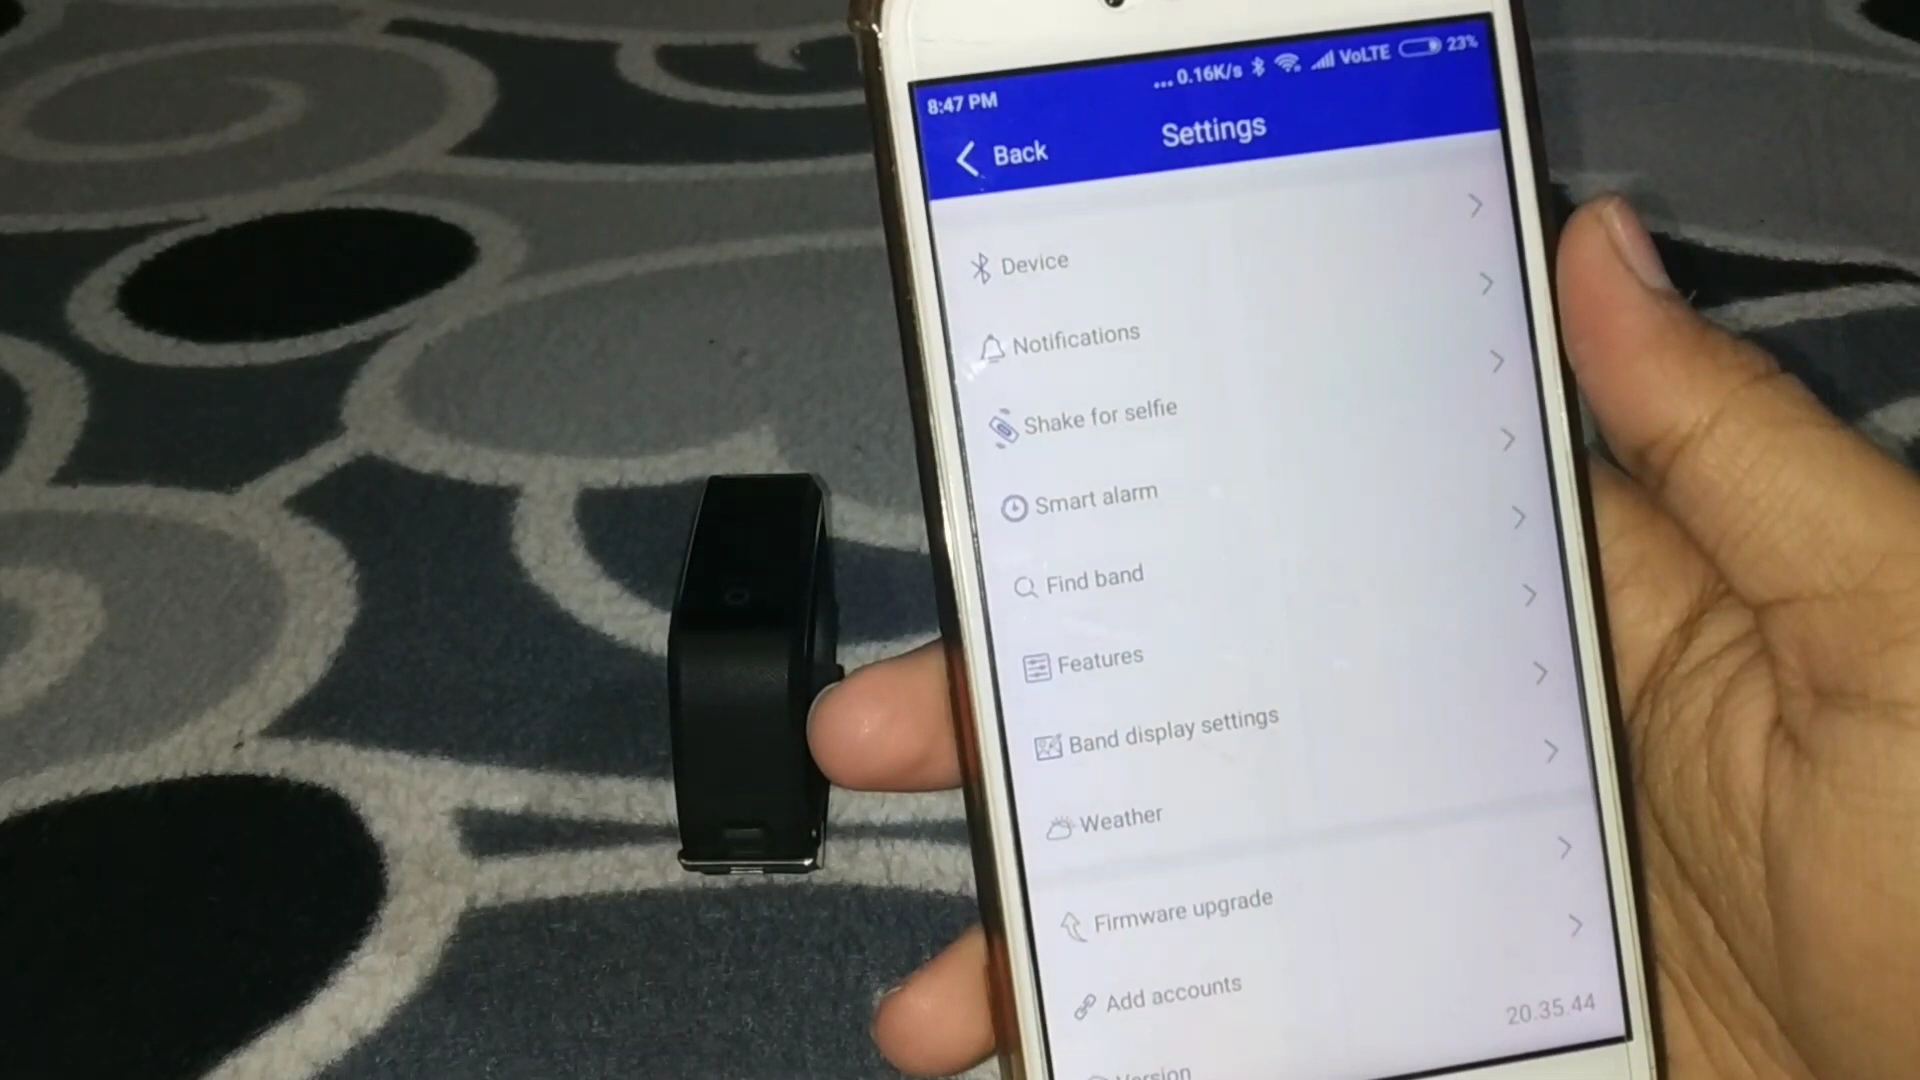 8:47 PM ... 0.16K/s VoLTE 23%
Back Settings
Device
Notifications
Shake for selfie
Smart alarm
Find band
Features
Band display settings
Weather
Firmware upgrade
Add accounts
Version 20.35.44